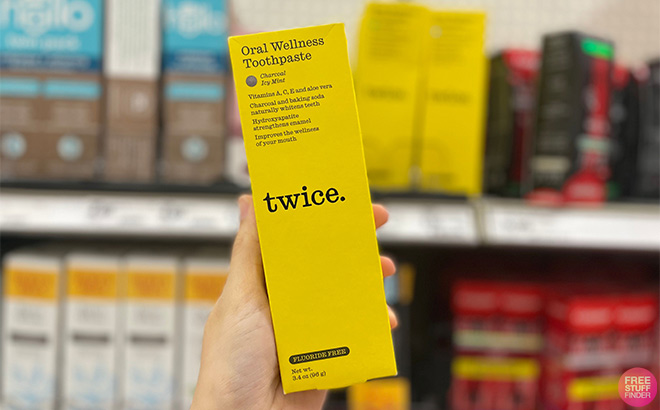 hello
hello
Oral Wellness
Toothpaste
Charcoal
Icy Mint
Vitamins A, C, E and aloe vera
Charcoal and baking soda
naturally whitens teeth
Hydroxyapatite
strengthens enamel
Improves the wellness
of your mouth
twice.
FLUORIDE FREE
Net wt.
3.4 oz (96 g)
FREE
STUFF
FINDER